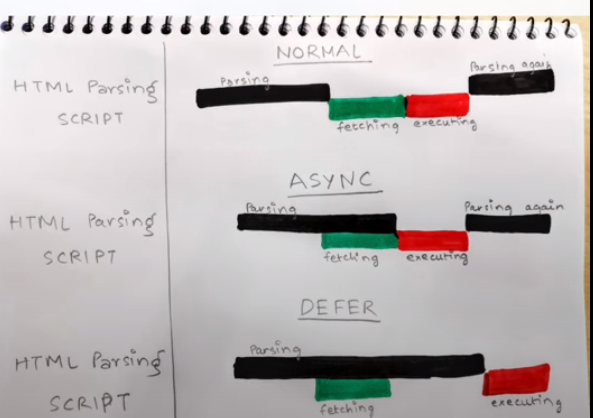 NORMAL
Parsing
Parsing again
HTML Parsing
SCRIPT
fetching executing
ASYNC
Parsing
Parsing again
HTML Parsing
SCRIPT
fetching executing
DEFER
Parsing
HTML Parsing
SCRIPT
fetching
executing